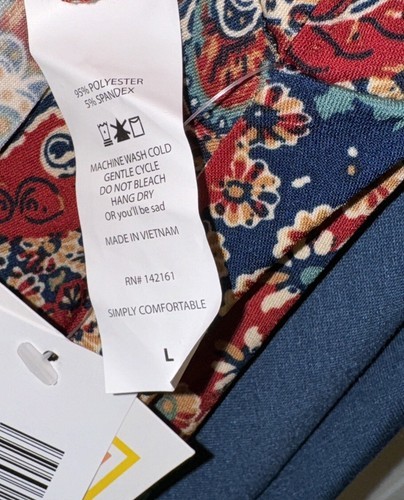 95% POLYESTER
5% SPANDEX
MACHINE WASH COLD
GENTLE CYCLE
DO NOT BLEACH
HANG DRY
OR you'll be sad
MADE IN VIETNAM
RN# 142161
SIMPLY COMFORTABLE
L